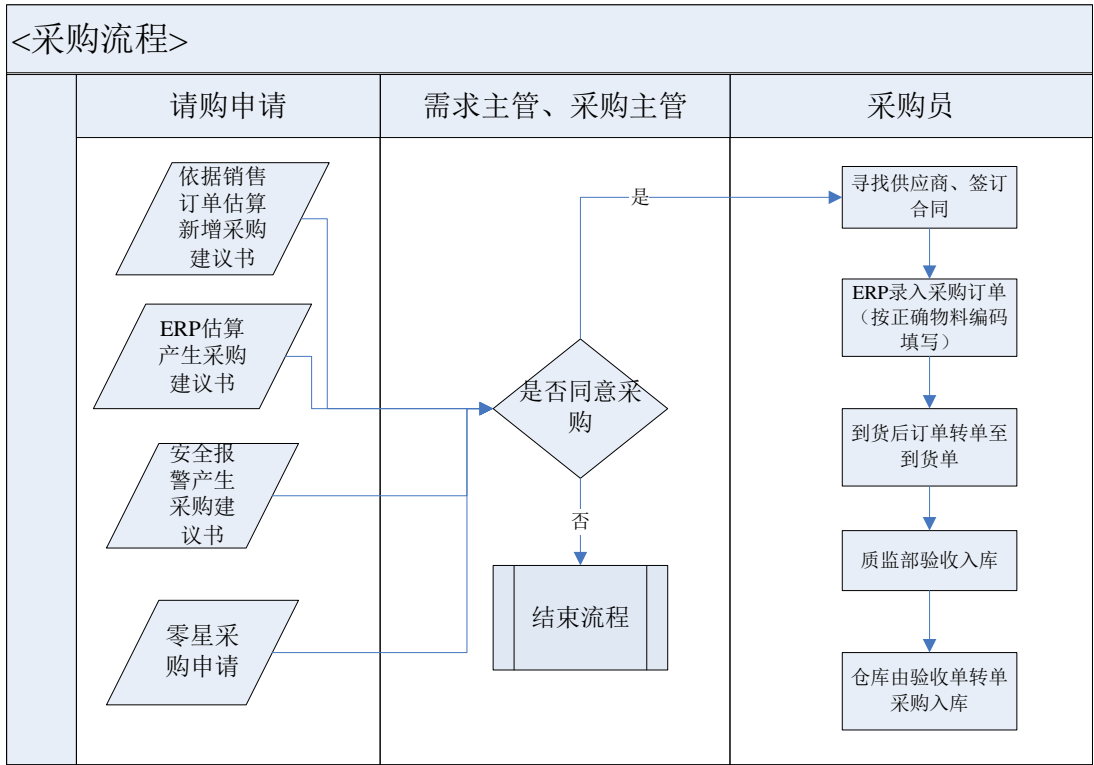 <采购流程>
请购申请
需求主管、采购主管
采购员
依据销售
订单估算
新增采购
建议书
ERP估算
产生采购
建议书
安全报
警产生
采购建
议书
零星采
购申请
是
是否同意采
购
否
结束流程
寻找供应商、签订
合同
ERP录入采购订单
（按正确物料编码
填写）
到货后订单转单至
到货单
质监部验收入库
仓库由验收单转单
采购入库